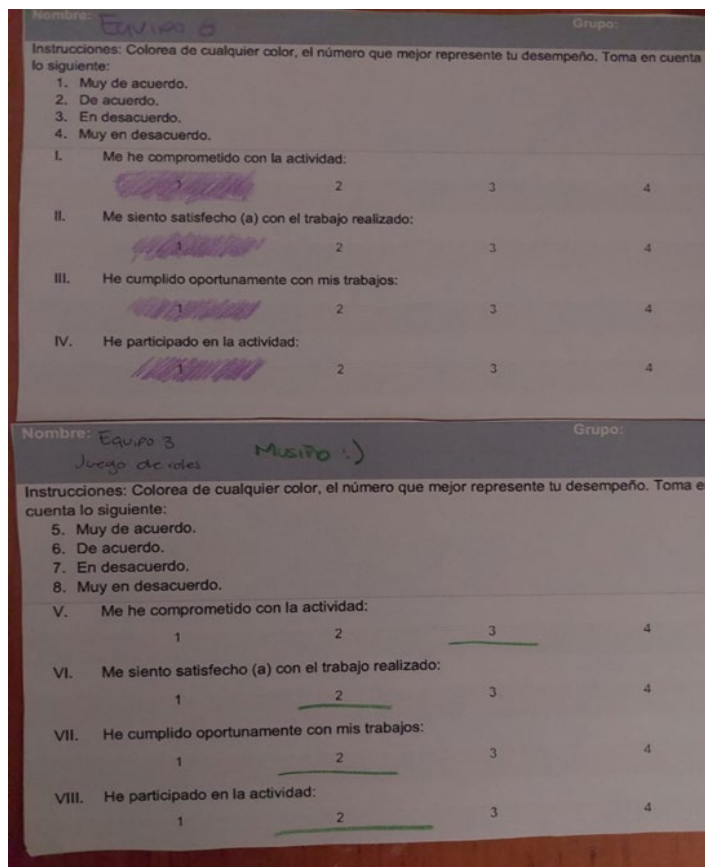 Nombre: Equipo 6 Grupo:
Instrucciones: Colorea de cualquier color, el número que mejor represente tu desempeño. Toma en cuenta
lo siguiente:
1. Muy de acuerdo.
2. De acuerdo.
3. En desacuerdo.
4. Muy en desacuerdo.
I. Me he comprometido con la actividad:
1 2 3 4
II. Me siento satisfecho (a) con el trabajo realizado:
1 2 3 4
III. He cumplido oportunamente con mis trabajos:
1 2 3 4
IV. He participado en la actividad:
1 2 3 4
Nombre: Equipo 3 Grupo:
Juego de roles
Instrucciones: Colorea de cualquier color, el número que mejor represente tu desempeño. Toma e
cuenta lo siguiente:
5. Muy de acuerdo.
6. De acuerdo.
7. En desacuerdo.
8. Muy en desacuerdo.
V. Me he comprometido con la actividad:
1 2 3 4
VI. Me siento satisfecho (a) con el trabajo realizado:
1 2 3 4
VII. He cumplido oportunamente con mis trabajos:
1 2 3 4
VIII. He participado en la actividad:
1 2 3 4